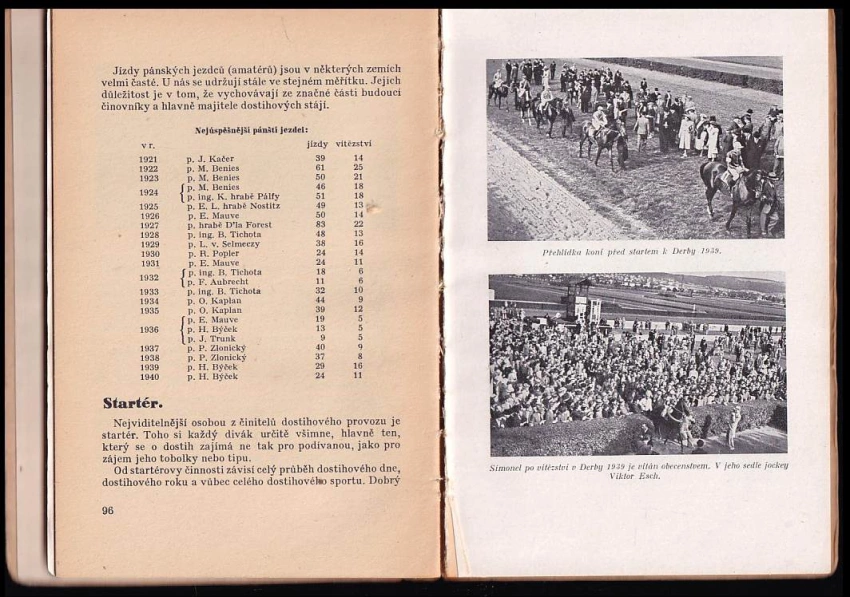 Jízdy pánských jezdců (amatérů) jsou v některých zemích
velmi časté. U nás se udržují stále ve stejném měřítku. Jejich
důležitost je v tom, že vychovávají ze značné části budoucí
činovníky a hlavně majitele dostihových stájí.
Nejúspěšnější pánští jezdci:
v r. jízdy vítězství
1921 p. J. Kačer 39 14
1922 p. M. Benies 61 25
1923 p. M. Benies 50 21
1924 p. M. Benies 46 18
p. ing. K. hrabě Pálfy 51 18
1925 p. E. L. hrabě Nostitz 49 13
1926 p. E. Mauve 50 14
1927 p. hrabě D'la Forest 83 22
1928 p. ing. B. Tichota 48 13
1929 p. L. v. Selmeczy 38 16
1930 p. R. Popler 24 14
1931 p. E. Mauve 24 11
1932 p. ing. B. Tichota 18 6
p. F. Aubrecht 11 6
1933 p. ing. B. Tichota 32 10
1934 p. O. Kaplan 44 9
1935 p. O. Kaplan 39 12
1936 p. E. Mauve 19 5
p. H. Býček 13 5
p. J. Trunk 9 5
1937 p. P. Zlonický 40 9
1938 p. P. Zlonický 37 8
1939 p. H. Býček 29 16
1940 p. H. Býček 24 11
Startér.
Nejviditelnější osobou z činitelů dostihového provozu je
startér. Toho si každý divák určitě všimne, hlavně ten,
který se o dostih zajímá ne tak pro podívanou, jako pro
zájem jeho tobolky nebo tipu.
Od startérovy činnosti závisí celý průběh dostihového dne,
dostihového roku a vůbec celého dostihového sportu. Dobrý
96
Přehlídka koní před startem k Derby 1939.
Simonel po vítězství v Derby 1939 je vítán obecenstvem. V jeho sedle jockey
Viktor Esch.